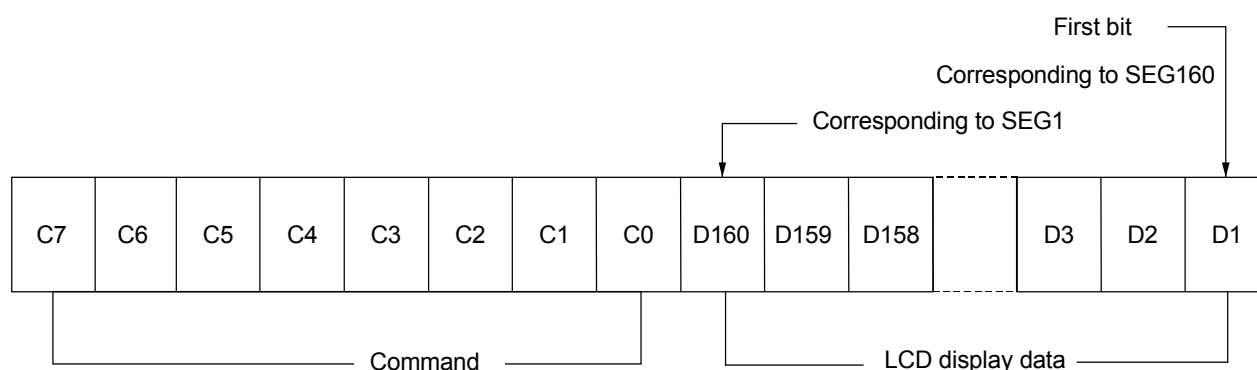 First bit
Corresponding to SEG160
Corresponding to SEG1
C7 C6 C5 C4 C3 C2 C1 C0 D160 D159 D158 D3 D2 D1
Command LCD display data